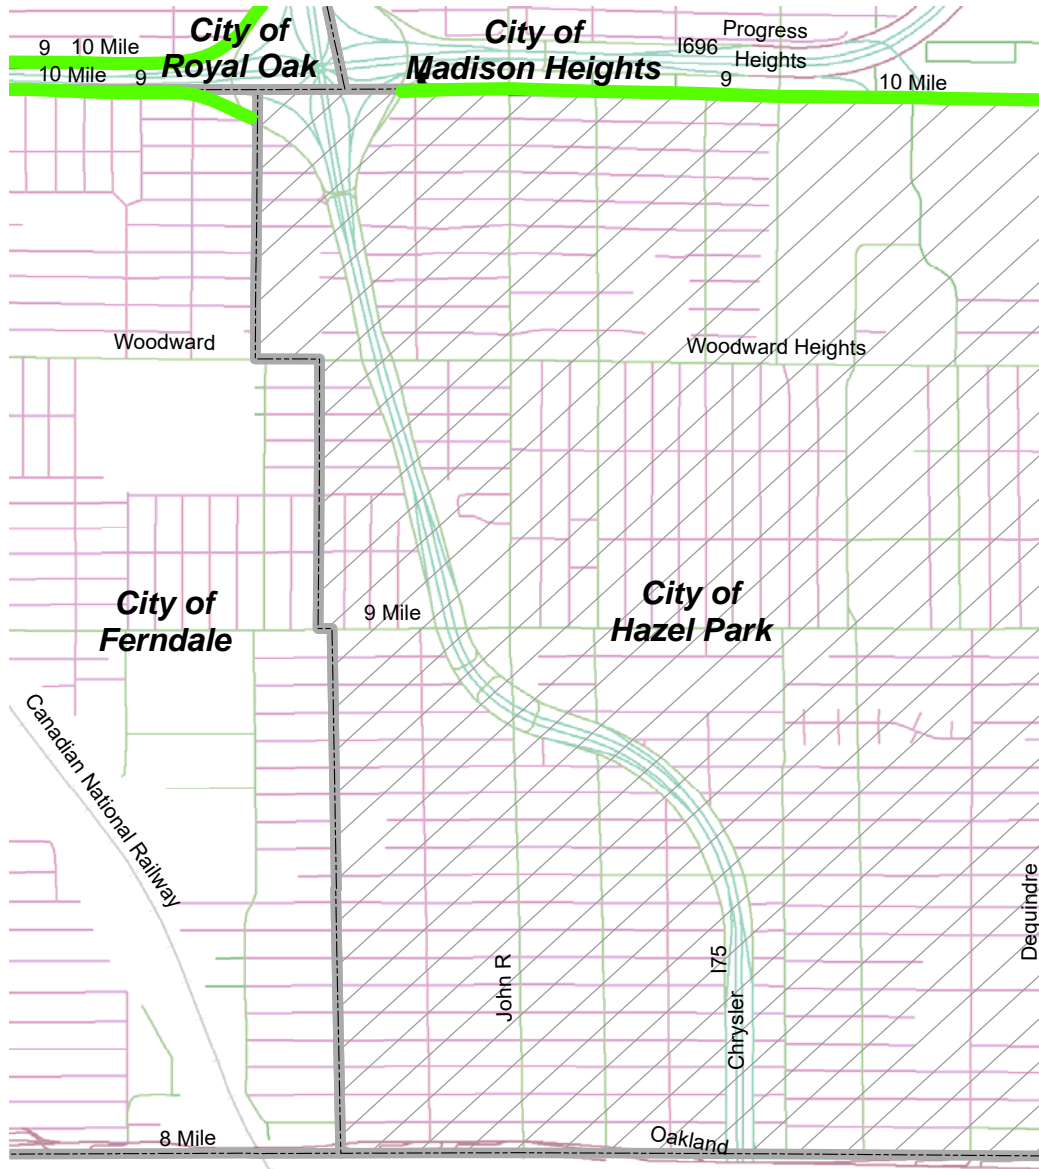 City of
Royal Oak
City of
Madison Heights
Progress
Heights
I696
9 10 Mile
10 Mile 9
9
10 Mile
Woodward
Woodward Heights
City of
Ferndale
9 Mile
City of
Hazel Park
Canadian National Railway
John R
I75
Chrysler
Dequindre
8 Mile
Oakland